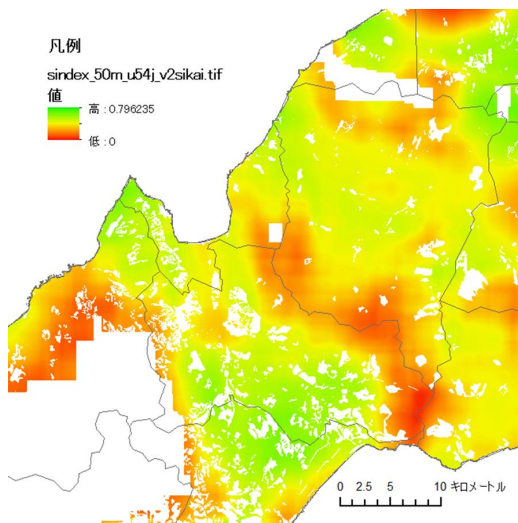 凡例
sindex_50m_u54j_v2sikai.tif
値
高 : 0.796235
低 : 0
0 2.5 5 10 キロメートル